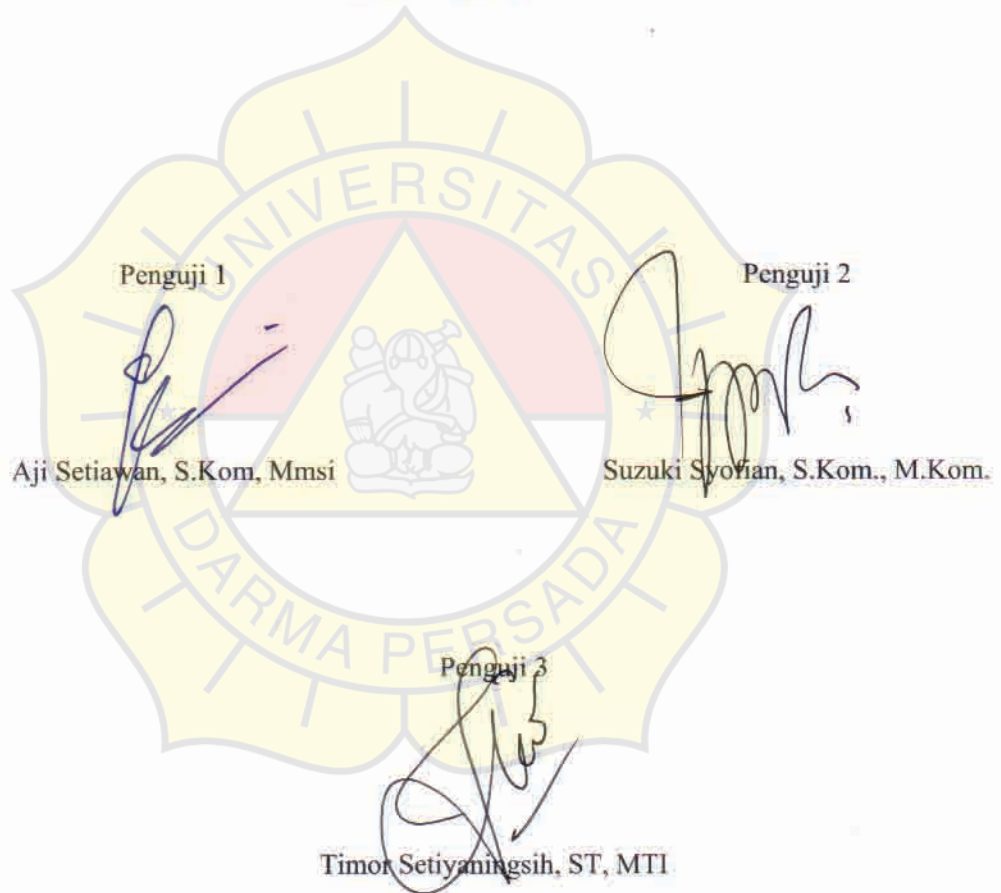 UNIVERSITAS
Penguji 1
Penguji 2
Aji Setiawan, S.Kom, Mmsi
Suzuki Syofian, S.Kom., M.Kom.
DARMA PERSADA
Penguji 3
Timor Setiyaningsih, ST, MTI